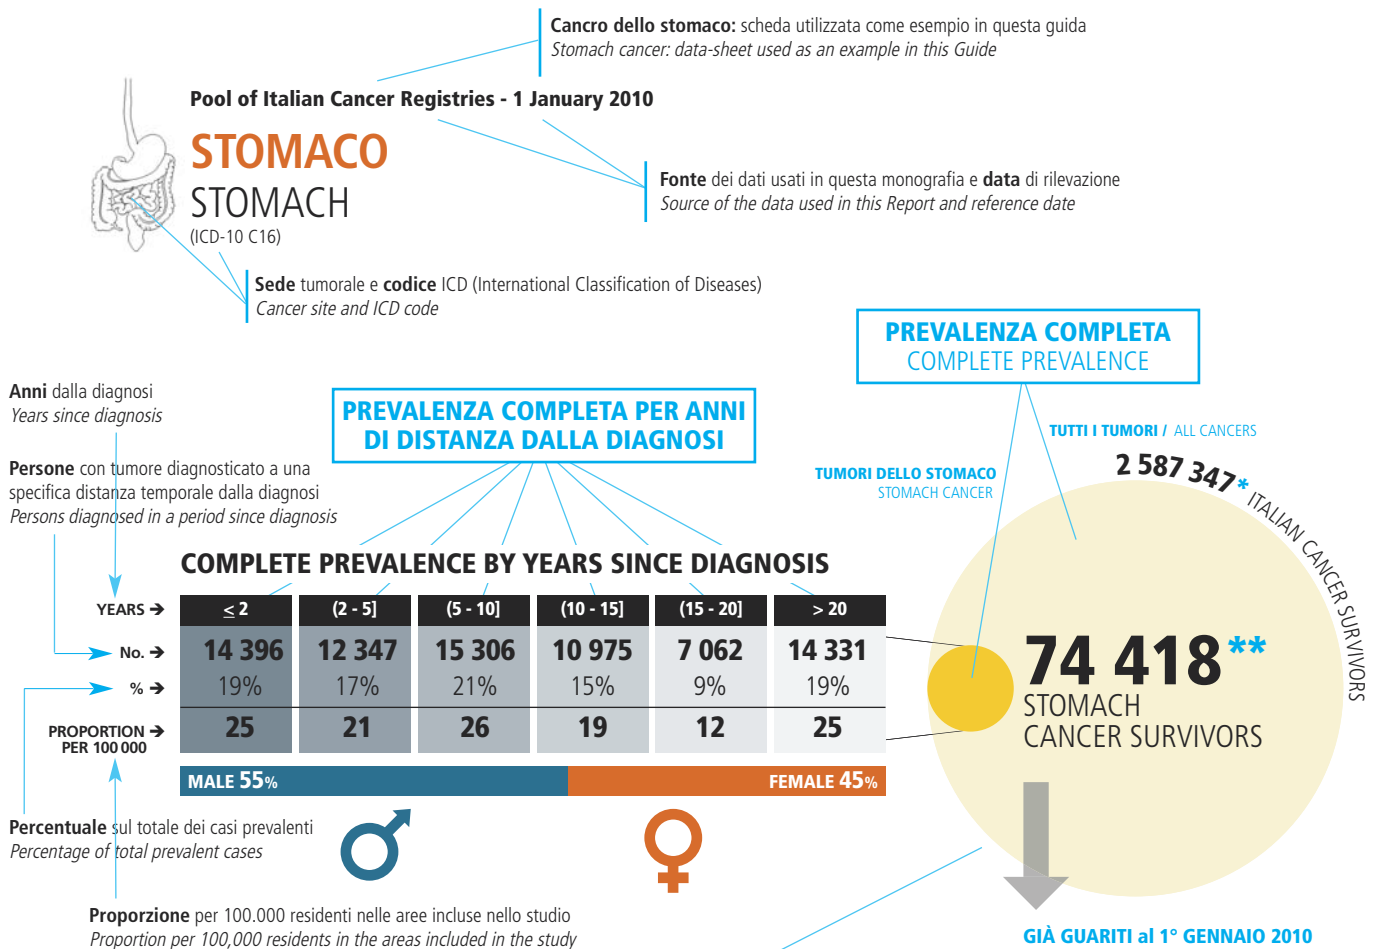 Cancro dello stomaco: scheda utilizzata come esempio in questa guida
Stomach cancer: data-sheet used as an example in this Guide
Pool of Italian Cancer Registries - 1 January 2010
STOMACO
STOMACH
(ICD-10 C16)
Fonte dei dati usati in questa monografia e data di rilevazione
Source of the data used in this Report and reference date
Sede tumorale e codice ICD (International Classification of Diseases)
Cancer site and ICD code
PREVALENZA COMPLETA
COMPLETE PREVALENCE
Anni dalla diagnosi
Years since diagnosis
PREVALENZA COMPLETA PER ANNI
DI DISTANZA DALLA DIAGNOSI
TUTTI I TUMORI / ALL CANCERS
2 587 347* ITALIAN CANCER SURVIVORS
TUMORI DELLO STOMACO
STOMACH CANCER
Persone con tumore diagnosticato a una
specifica distanza temporale dalla diagnosi
Persons diagnosed in a period since diagnosis
COMPLETE PREVALENCE BY YEARS SINCE DIAGNOSIS
YEARS → ≤ 2 (2 - 5] (5 - 10] (10 - 15] (15 - 20] > 20
No. → 14 396 12 347 15 306 10 975 7 062 14 331
% → 19% 17% 21% 15% 9% 19%
PROPORTION → 25 21 26 19 12 25
PER 100 000
MALE 55% FEMALE 45%
74 418**
STOMACH
CANCER SURVIVORS
Percentuale sul totale dei casi prevalenti
Percentage of total prevalent cases
Proporzione per 100.000 residenti nelle aree incluse nello studio
Proportion per 100,000 residents in the areas included in the study
GIÀ GUARITI al 1° GENNAIO 2010